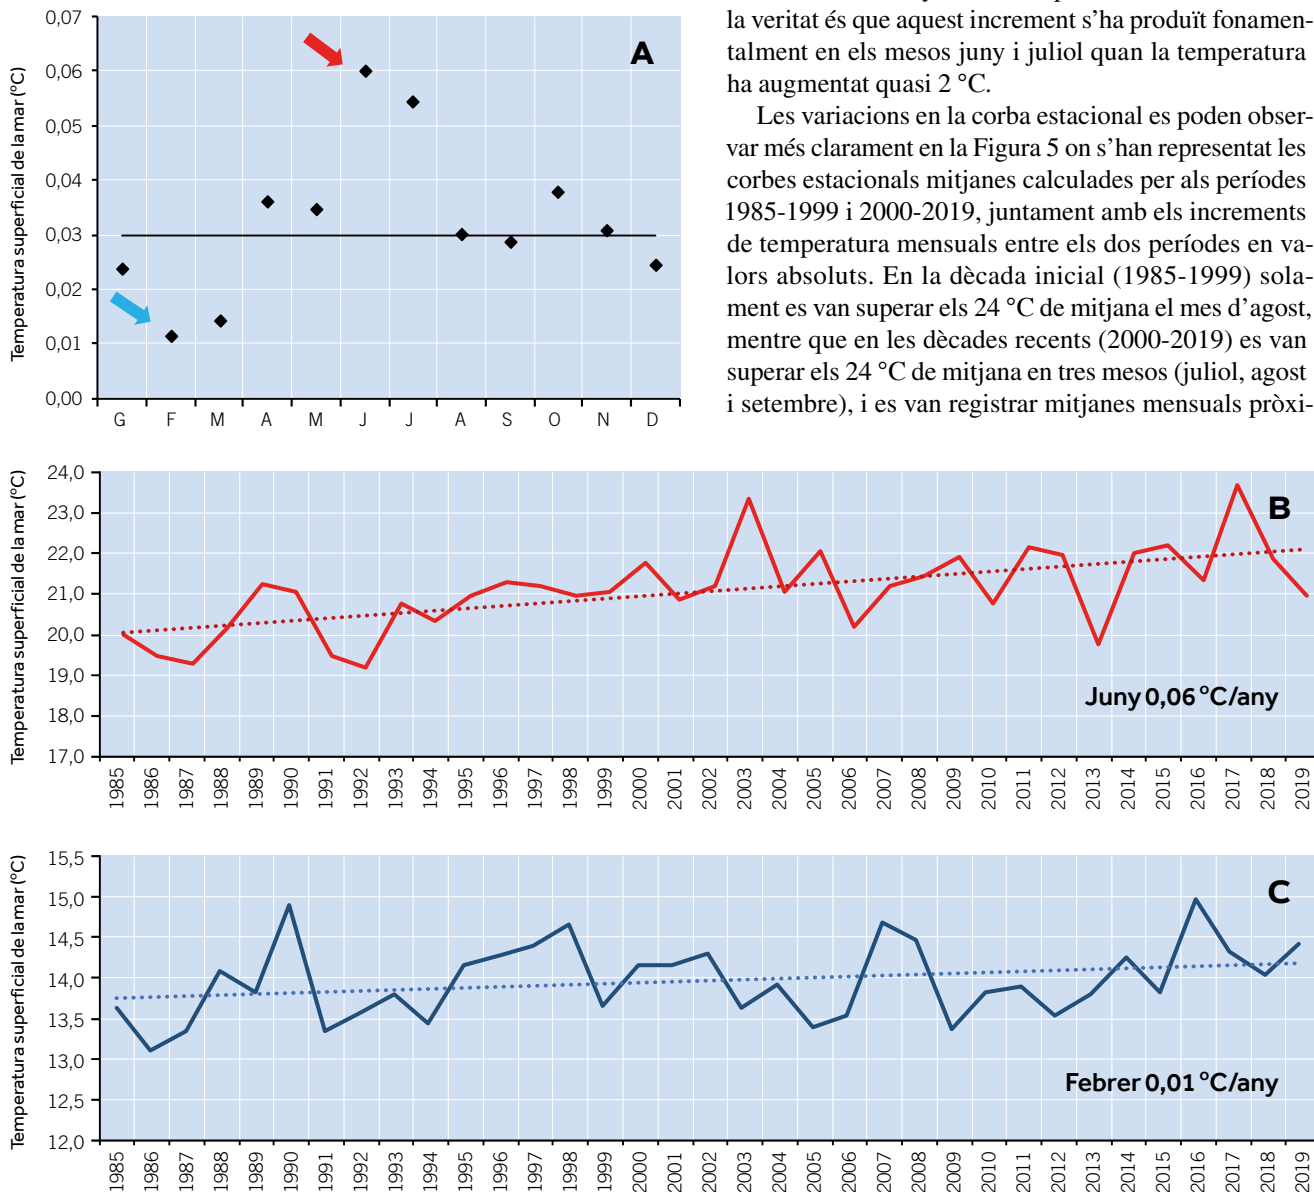 la veritat és que aquest increment s’ha produït fonamen-
talment en els mesos juny i juliol quan la temperatura
ha augmentat quasi 2 °C.
Les variacions en la corba estacional es poden obser-
var més clarament en la Figura 5 on s’han representat les
corbes estacionals mitjanes calculades per als períodes
1985-1999 i 2000-2019, juntament amb els increments
de temperatura mensuals entre els dos períodes en va-
lors absoluts. En la dècada inicial (1985-1999) sola-
ment es van superar els 24 °C de mitjana el mes d’agost,
mentre que en les dècades recents (2000-2019) es van
superar els 24 °C de mitjana en tres mesos (juliol, agost
i setembre), i es van registrar mitjanes mensuals pròxi-
A
Temperatura superficial de la mar (°C)
0,07
0,06
0,05
0,04
0,03
0,02
0,01
0,00
G F M A M J J A S O N D
B
Temperatura superficial de la mar (°C)
24,0
23,0
22,0
21,0
20,0
19,0
18,0
17,0
Juny 0,06 °C/any
1985 1986 1987 1988 1989 1990 1991 1992 1993 1994 1995 1996 1997 1998 1999 2000 2001 2002 2003 2004 2005 2006 2007 2008 2009 2010 2011 2012 2013 2014 2015 2016 2017 2018 2019
C
Temperatura superficial de la mar (°C)
15,5
15,0
14,5
14,0
13,5
13,0
12,5
12,0
Febrer 0,01 °C/any
1985 1986 1987 1988 1989 1990 1991 1992 1993 1994 1995 1996 1997 1998 1999 2000 2001 2002 2003 2004 2005 2006 2007 2008 2009 2010 2011 2012 2013 2014 2015 2016 2017 2018 2019